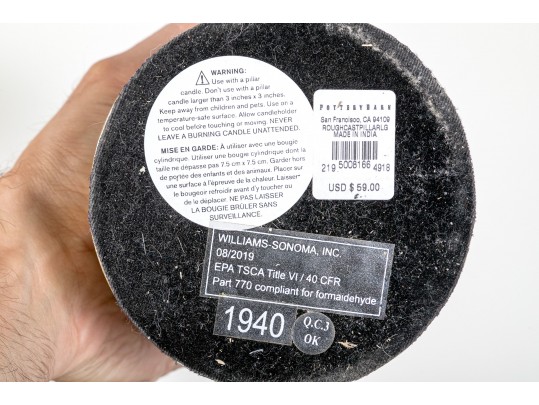 WARNING:
Use with a pillar
candle. Don't use with a pillar
candle larger than 3 inches x 3 inches.
Keep away from children and pets. Use on a
temperature-safe surface. Allow candleholder
to cool before touching or moving. NEVER
LEAVE A BURNING CANDLE UNATTENDED.
MISE EN GARDE: À utiliser avec une bougie
cylindrique. Utiliser une bougie cylindrique dont la
taille ne dépasse pas 7.5 cm x 7.5 cm. Garder hors
de portée des enfants et des animaux. Placer sur
une surface à l'épreuve de la chaleur. Laisser
le bougeoir refroidir avant d'y toucher ou
de le déplacer. NE PAS LAISSER
LA BOUGIE BRÛLER SANS
SURVEILLANCE.
POTTERYBARN
San Francisco, CA 94109
ROUGHCASTPILLARLG
MADE IN INDIA
219 5008166 4918
USD $ 59.00
WILLIAMS-SONOMA, INC.
08/2019
EPA TSCA Title VI / 40 CFR
Part 770 compliant for formaldehyde
1940
Q.C.3
OK